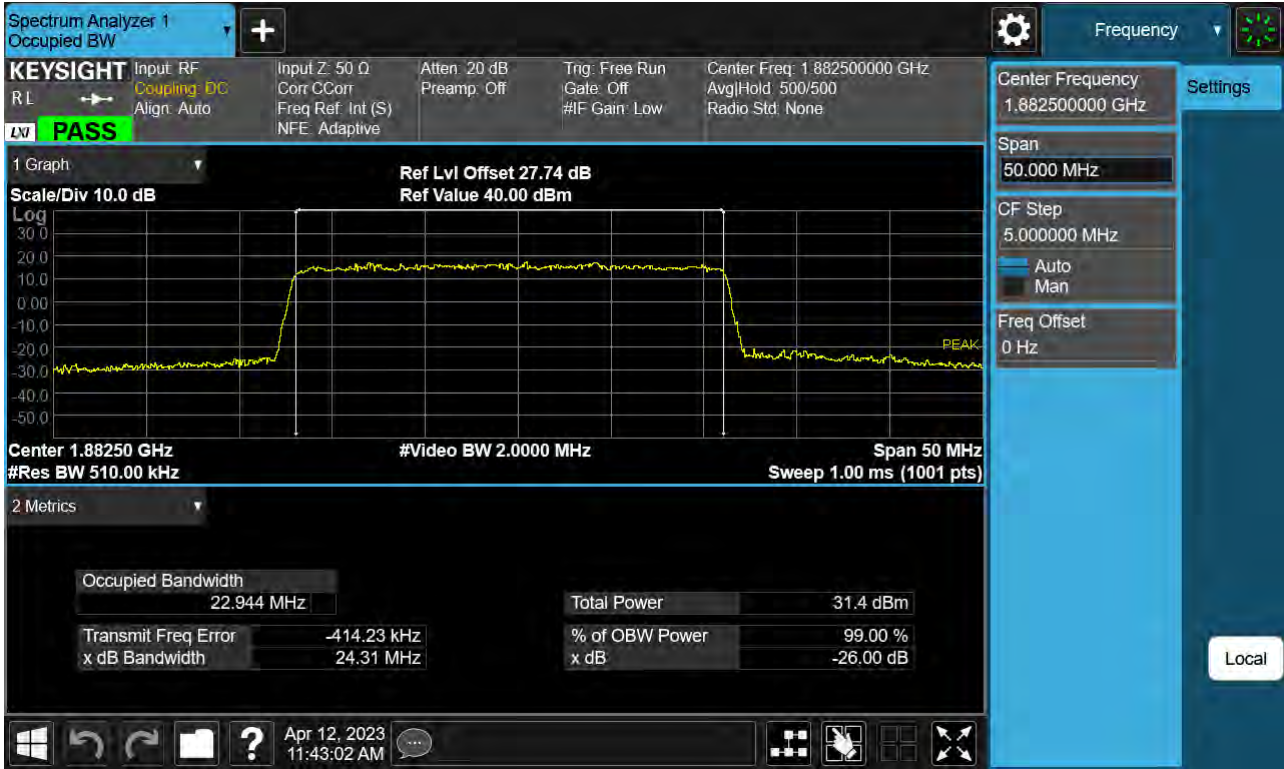 Spectrum Analyzer 1
Occupied BW
+
Frequency
KEYSIGHT
R L
LXI
PASS
Input: RF
Coupling: DC
Align: Auto
Input Z: 50 Ω
Corr CCorr
Freq Ref: Int (S)
NFE: Adaptive
Atten: 20 dB
Preamp: Off
Trig: Free Run
Gate: Off
#IF Gain: Low
Center Freq: 1.882500000 GHz
Avg|Hold: 500/500
Radio Std: None
1 Graph
Scale/Div 10.0 dB
Ref Lvl Offset 27.74 dB
Ref Value 40.00 dBm
Log
30.0
20.0
10.0
0.00
-10.0
-20.0
-30.0
-40.0
-50.0
PEAK
Center 1.88250 GHz
#Res BW 510.00 kHz
#Video BW 2.0000 MHz
Span 50 MHz
Sweep 1.00 ms (1001 pts)
2 Metrics
Occupied Bandwidth
22.944 MHz
Transmit Freq Error -414.23 kHz
x dB Bandwidth 24.31 MHz
Total Power 31.4 dBm
% of OBW Power 99.00 %
x dB -26.00 dB
Center Frequency
1.882500000 GHz
Span
50.000 MHz
CF Step
5.000000 MHz
Auto
Man
Freq Offset
0 Hz
Settings
Local
?
Apr 12, 2023
11:43:02 AM